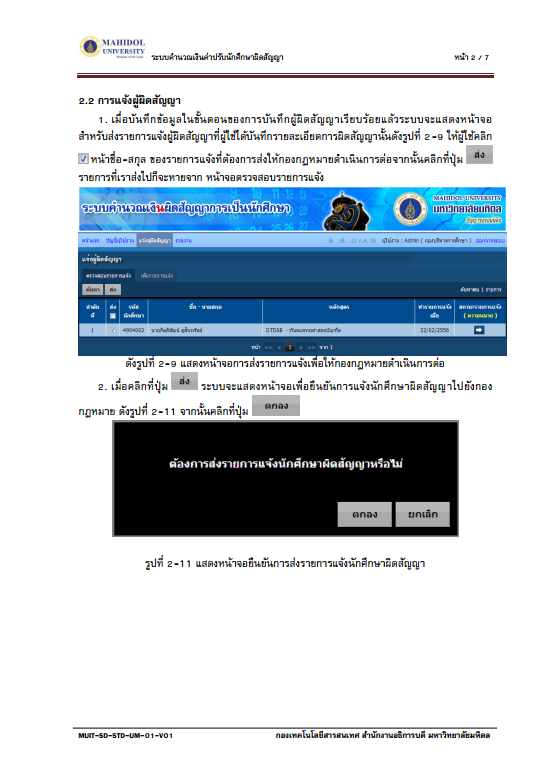 MAHIDOL
UNIVERSITY
ระบบคำนวณเงินค่าปรับนักศึกษาผิดสัญญา หน้า 2 / 7
2.2 การแจ้งผู้ผิดสัญญา
1. เมื่อบันทึกข้อมูลในขั้นตอนของการบันทึกผู้ผิดสัญญาเรียบร้อยแล้วระบบจะแสดงหน้าจอ
สำหรับส่งรายการแจ้งผู้ผิดสัญญาที่ผู้ใช้ได้บันทึกรายละเอียดการผิดสัญญานั้นดังรูปที่ 2-9 ให้ผู้ใช้คลิก
หน้าชื่อ-สกุล ของรายการแจ้งที่ต้องการส่งให้กองกฎหมายดำเนินการต่อจากนั้นคลิกที่ปุ่ม ส่ง
รายการที่เราส่งไปก็จะหายจาก หน้าจอตรวจสอบรายการแจ้ง
ระบบคำนวณเงินผิดสัญญาการเป็นนักศึกษา
MAHIDOL UNIVERSITY
มหาวิทยาลัยมหิดล
ปัญญาของแผ่นดิน
หน้าแรก บัญชีผู้ใช้งาน แจ้งผู้ผิดสัญญา รายงาน 22 ก.พ. 56 ผู้ใช้งาน : Admin ( กองบริหารการศึกษา ) ออกจากระบบ
แจ้งผู้ผิดสัญญา
ตรวจสอบรายการแจ้ง เพิ่มรายการแจ้ง
ค้นหา ส่ง ค้นหาพบ 1 รายการ
ลำดับที่ ส่ง รหัสนักศึกษา ชื่อ - นามสกุล หลักสูตร ทำรายการแจ้งเมื่อ สถานะรายการแจ้ง ( ความหมาย )
1 4904002 DTDSB - ทันตแพทยศาสตรบัณฑิต 22/02/2556
หน้า << < 1 > >> จาก 1
ดังรูปที่ 2-9 แสดงหน้าจอการส่งรายการแจ้งเพื่อให้กองกฎหมายดำเนินการต่อ
2. เมื่อคลิกที่ปุ่ม ส่ง ระบบจะแสดงหน้าจอเพื่อยืนยันการแจ้งนักศึกษาผิดสัญญาไปยังกอง
กฎหมาย ดังรูปที่ 2-11 จากนั้นคลิกที่ปุ่ม ตกลง
ต้องการส่งรายการแจ้งนักศึกษาผิดสัญญาหรือไม่
ตกลง ยกเลิก
รูปที่ 2-11 แสดงหน้าจอยืนยันการส่งรายการแจ้งนักศึกษาผิดสัญญา
MUIT-SD-STD-UM-01-V01 กองเทคโนโลยีสารสนเทศ สำนักงานอธิการบดี มหาวิทยาลัยมหิดล